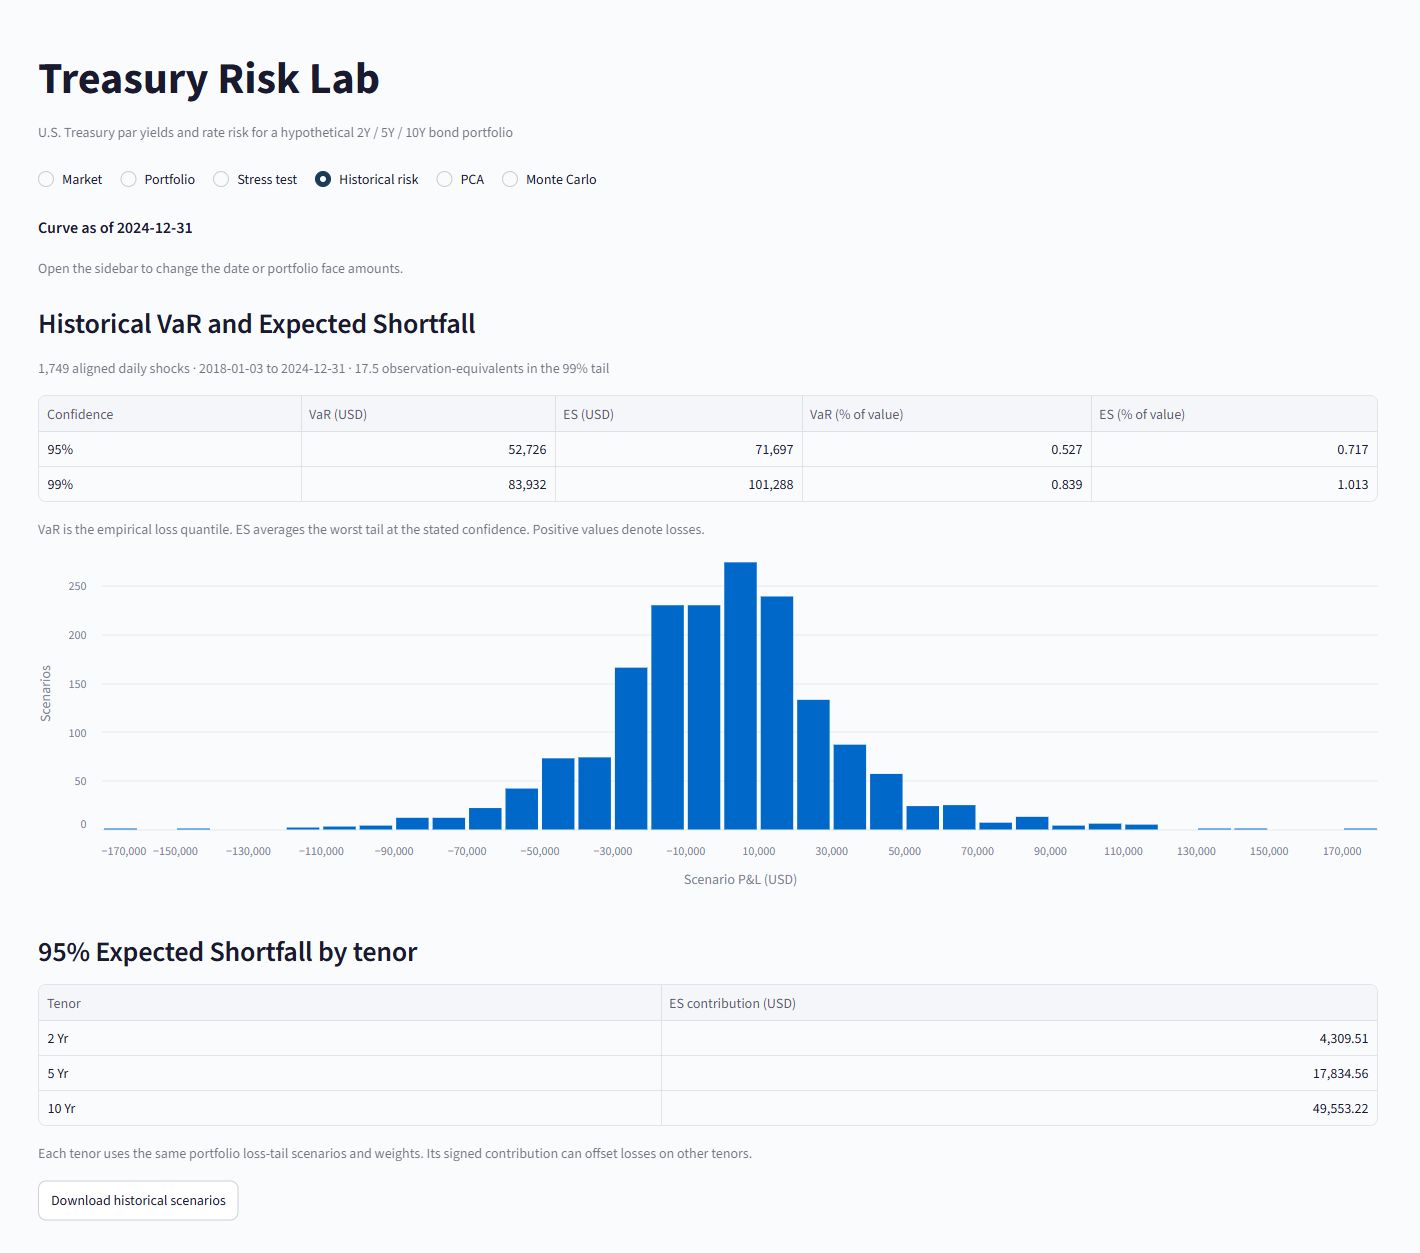 Treasury Risk Lab
U.S. Treasury par yields and rate risk for a hypothetical 2Y / 5Y / 10Y bond portfolio
Market Portfolio Stress test Historical risk PCA Monte Carlo
Curve as of 2024-12-31
Open the sidebar to change the date or portfolio face amounts.
Historical VaR and Expected Shortfall
1,749 aligned daily shocks · 2018-01-03 to 2024-12-31 · 17.5 observation-equivalents in the 99% tail
Confidence VaR (USD) ES (USD) VaR (% of value) ES (% of value)
95% 52,726 71,697 0.527 0.717
99% 83,932 101,288 0.839 1.013
VaR is the empirical loss quantile. ES averages the worst tail at the stated confidence. Positive values denote losses.
250
200
150
100
50
0
Scenarios
−170,000 −150,000 −130,000 −110,000 −90,000 −70,000 −50,000 −30,000 −10,000 10,000 30,000 50,000 70,000 90,000 110,000 130,000 150,000 170,000
Scenario P&L (USD)
95% Expected Shortfall by tenor
Tenor ES contribution (USD)
2 Yr 4,309.51
5 Yr 17,834.56
10 Yr 49,553.22
Each tenor uses the same portfolio loss-tail scenarios and weights. Its signed contribution can offset losses on other tenors.
Download historical scenarios